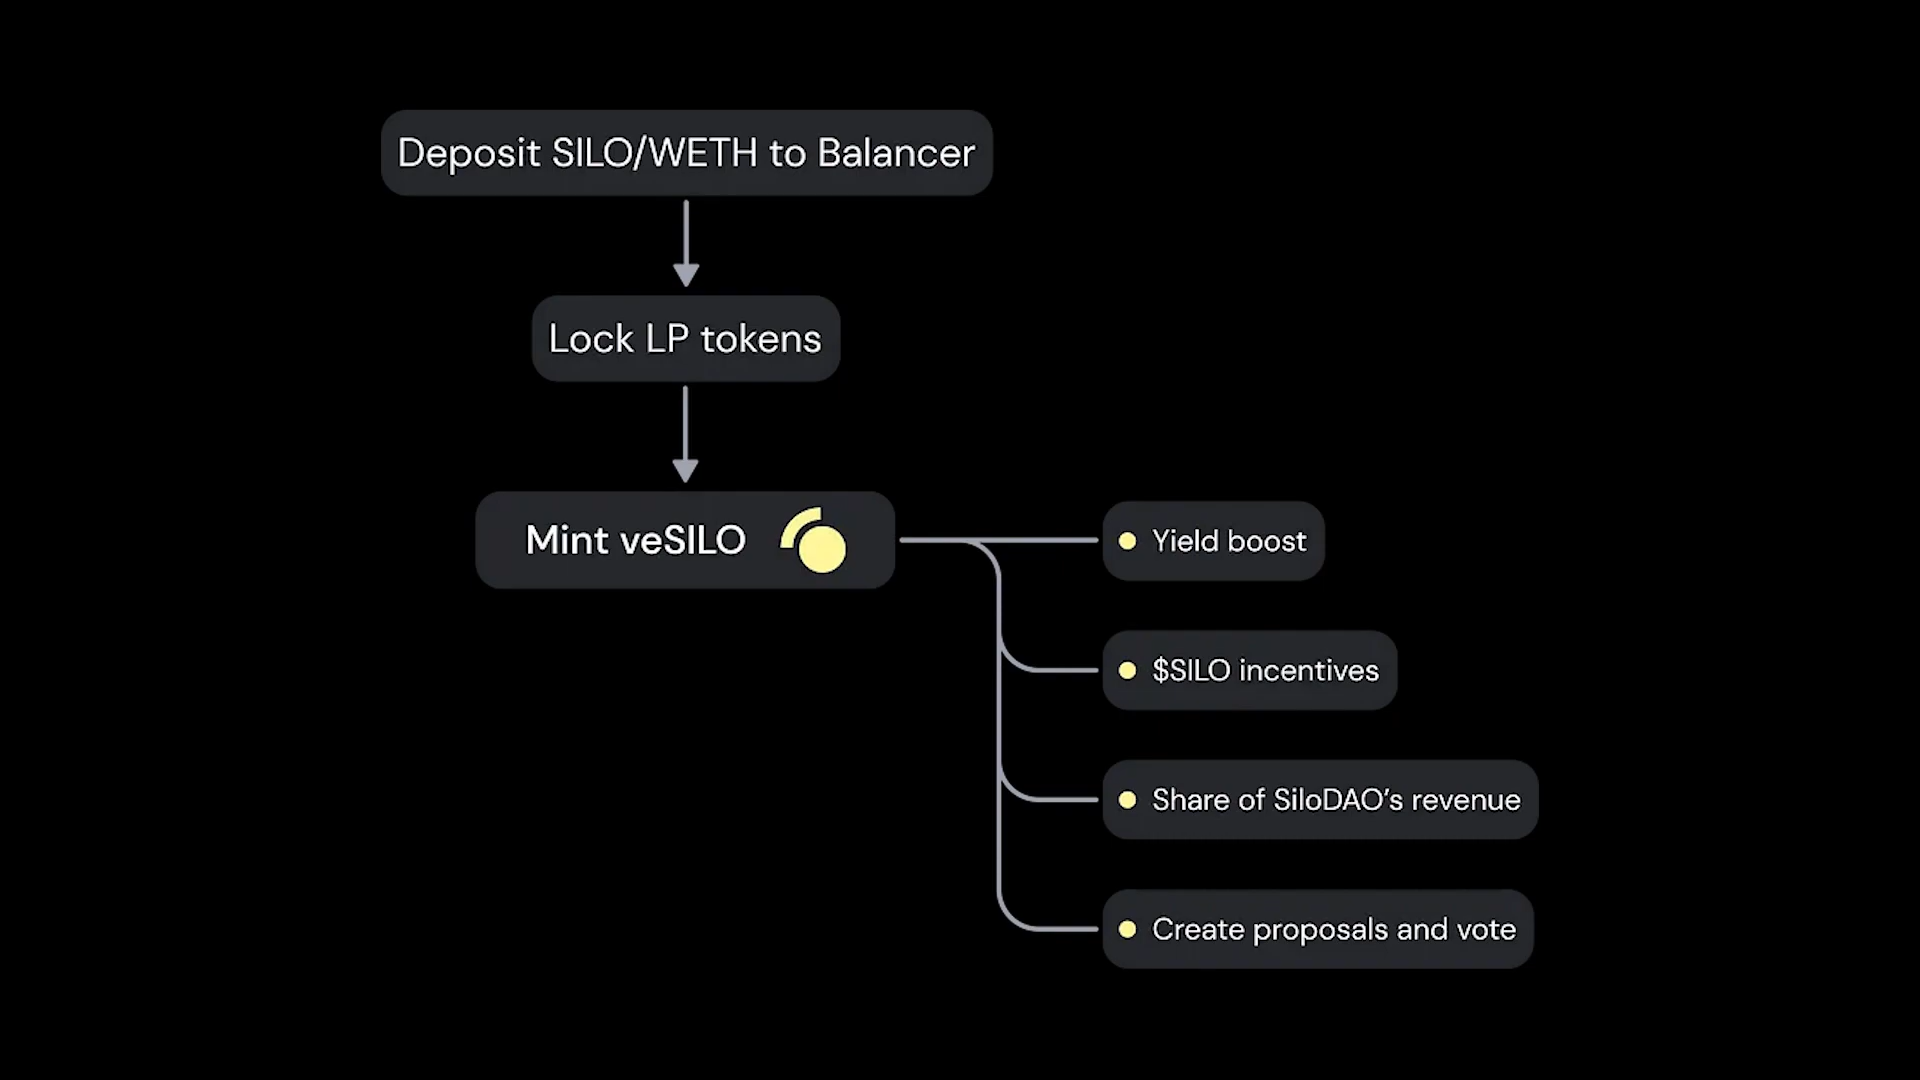 Deposit SILO/WETH to Balancer
Lock LP tokens
Mint veSILO
Yield boost
$SILO incentives
Share of SiloDAO’s revenue
Create proposals and vote